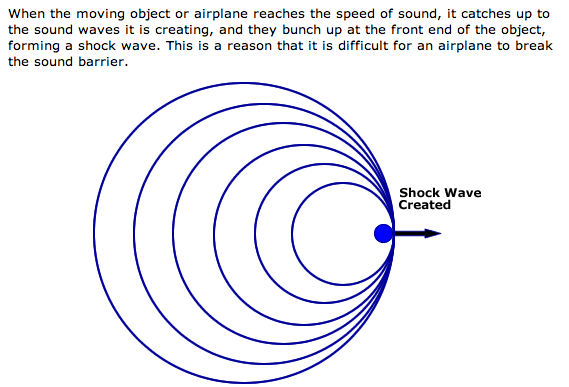 When the moving object or airplane reaches the speed of sound, it catches up to
the sound waves it is creating, and they bunch up at the front end of the object,
forming a shock wave. This is a reason that it is difficult for an airplane to break
the sound barrier.
Shock Wave
Created